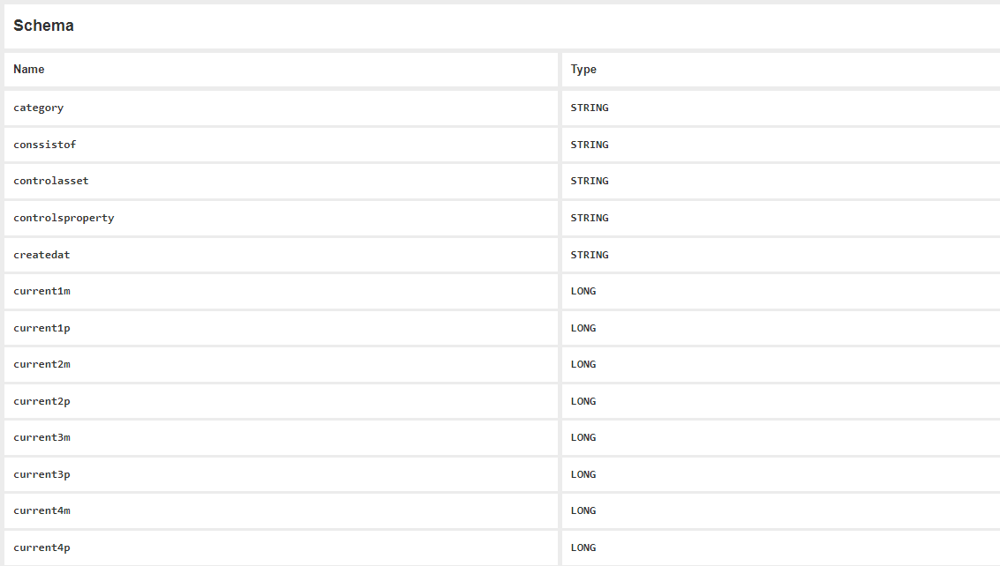 Schema
Name Type
category STRING
conssistof STRING
controlasset STRING
controlsproperty STRING
createdat STRING
current1m LONG
current1p LONG
current2m LONG
current2p LONG
current3m LONG
current3p LONG
current4m LONG
current4p LONG